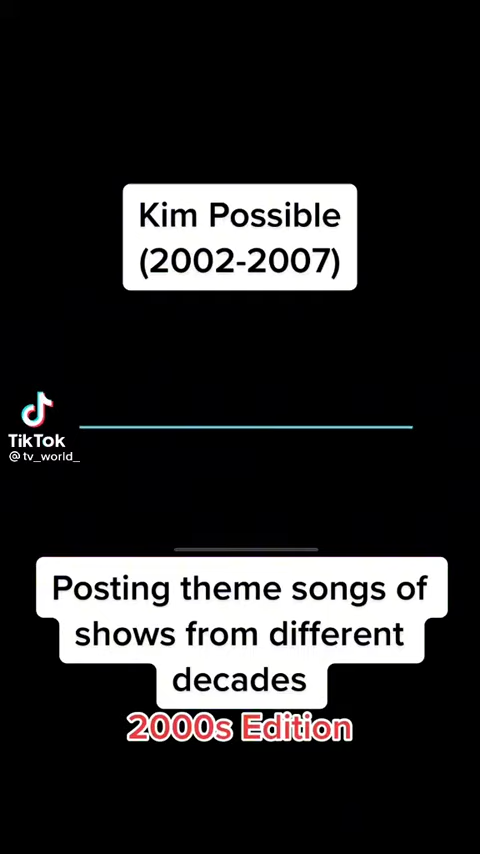 Kim Possible
(2002-2007)
TikTok
@tv_world_
Posting theme songs of
shows from different
decades
2000s Edition